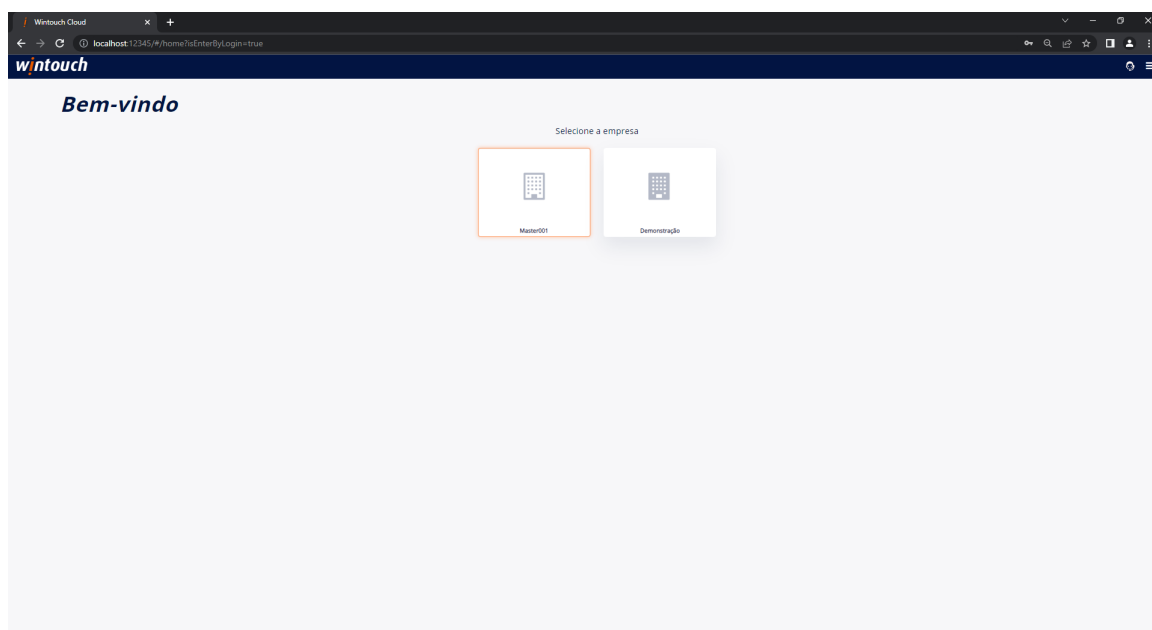 Wintouch Cloud
localhost:12345/#/home?isEnterByLogin=true
wintouch
Bem-vindo
Selecione a empresa
Master001
Demonstração